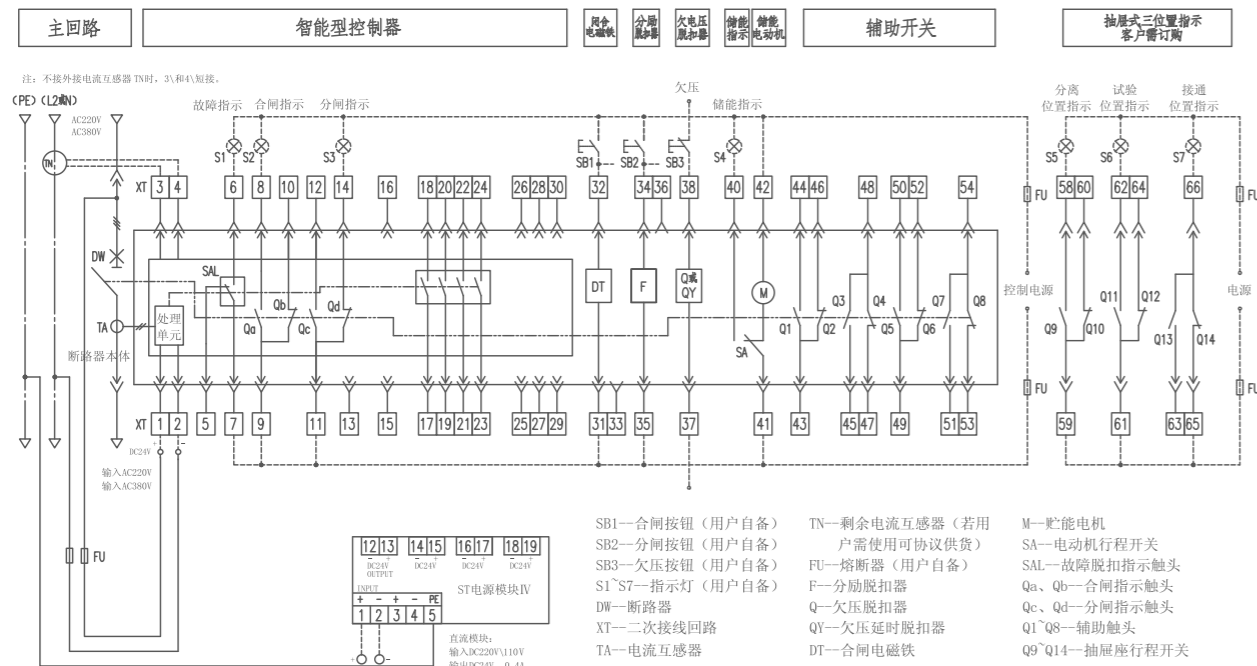 主回路
智能型控制器
闭合
电磁铁
分励
脱扣器
欠电压
脱扣器
储能
指示
储能
电动机
辅助开关
抽屉式三位置指示
客户需订购
注：不接外接电流互感器 TN时，3\和4\短接。
(PE) (L2或N)
AC220V
AC380V
故障指示 合闸指示 分闸指示
欠压
储能指示
分离
位置指示
试验
位置指示
接通
位置指示
TN
S1 S2 S3 SB1 SB2 SB3 S4 S5 S6 S7
XT 3 4 6 8 10 12 14 16 18 20 22 24 26 28 30 32 34 36 38 40 42 44 46 48 50 52 54 58 60 62 64 66
FU FU
DW
SAL
DT F Q或
QY
M
处理
单元
Qa Qb Qc Qd
Q1 Q2 Q3 Q4 Q5 Q6 Q7 Q8
Q9 Q10 Q11 Q12 Q13 Q14
控制电源
电源
TA
SA
断路器本体
FU FU
XT 1 2 5 7 9 11 13 15 17 19 21 23 25 27 29 31 33 35 37 41 43 45 47 49 51 53 59 61 63 65
DC24V + -
输入AC220V
输入AC380V
FU
12 13 14 15 16 17 18 19
- + - + - + - +
DC24V DC24V DC24V DC24V
OUTPUT
INPUT
ST电源模块Ⅳ
+ - + - PE
1 2 3 4 5
直流模块：
输入DC220V\110V
输出DC24V 0.4A
+ -
SB1--合闸按钮（用户自备）
SB2--分闸按钮（用户自备）
SB3--欠压按钮（用户自备）
S1~S7--指示灯（用户自备）
DW--断路器
XT--二次接线回路
TA--电流互感器
TN--剩余电流互感器（若用
户需使用可协议供货）
FU--熔断器（用户自备）
F--分励脱扣器
Q--欠压脱扣器
QY--欠压延时脱扣器
DT--合闸电磁铁
M--贮能电机
SA--电动机行程开关
SAL--故障脱扣指示触头
Qa、Qb--合闸指示触头
Qc、Qd--分闸指示触头
Q1~Q8--辅助触头
Q9~Q14--抽屉座行程开关